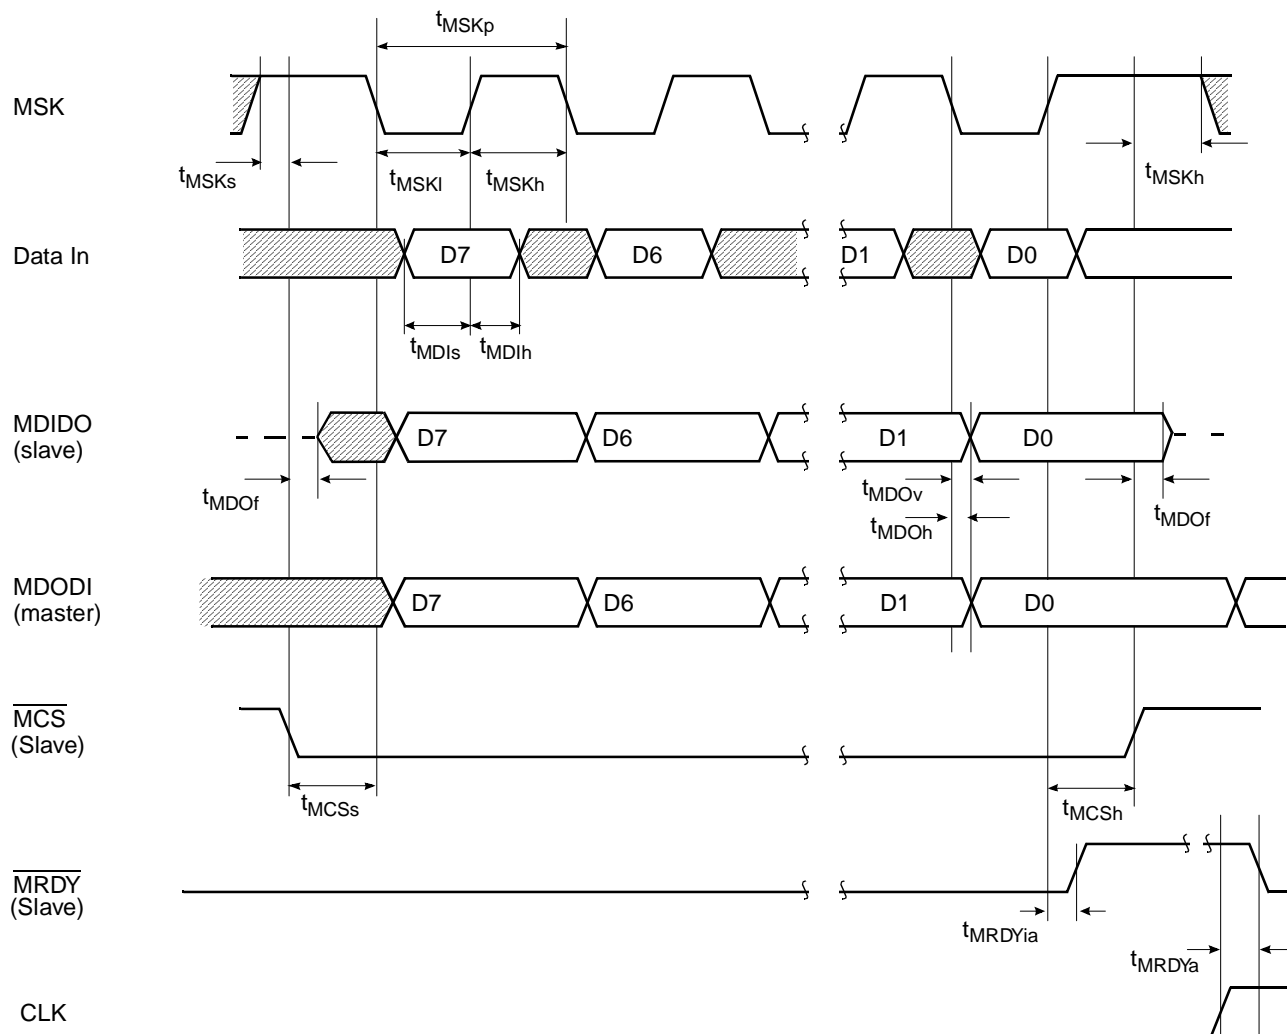 tMSKp
MSK
tMSKs
tMSKl
tMSKh
tMSKh
Data In
D7
D6
D1
D0
tMDIs
tMDIh
MDIDO
(slave)
D7
D6
D1
D0
tMDOf
tMDOv
tMDOh
tMDOf
MDODI
(master)
D7
D6
D1
D0
MCS
(Slave)
tMCSs
tMCSh
MRDY
(Slave)
tMRDYia
tMRDYa
CLK